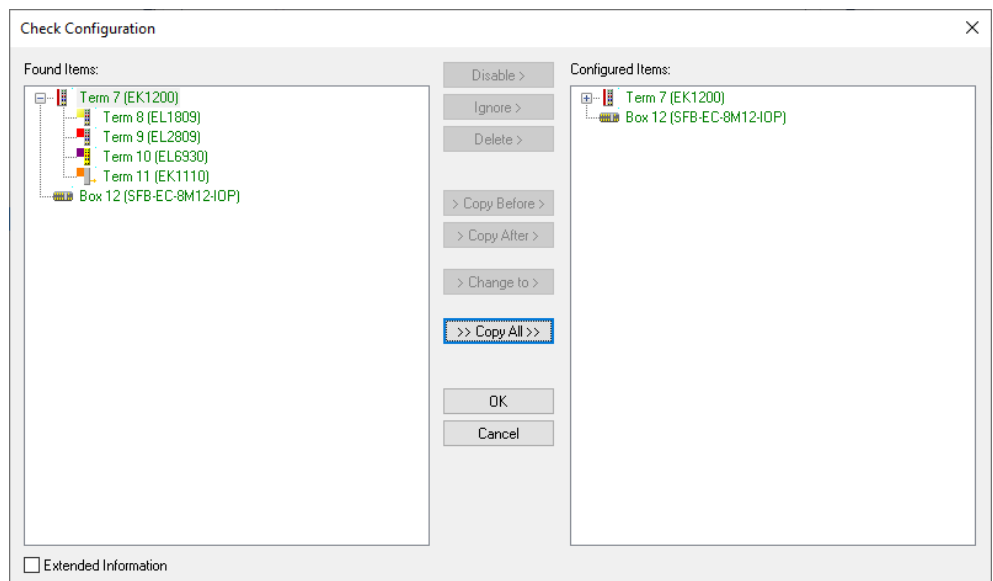 Check Configuration
Found Items:
Term 7 (EK1200)
Term 8 (EL1809)
Term 9 (EL2809)
Term 10 (EL6930)
Term 11 (EK1110)
Box 12 (SFB-EC-8M12-IOP)
Disable >
Ignore >
Delete >
> Copy Before >
> Copy After >
> Change to >
>> Copy All >>
OK
Cancel
Configured Items:
Term 7 (EK1200)
Box 12 (SFB-EC-8M12-IOP)
Extended Information